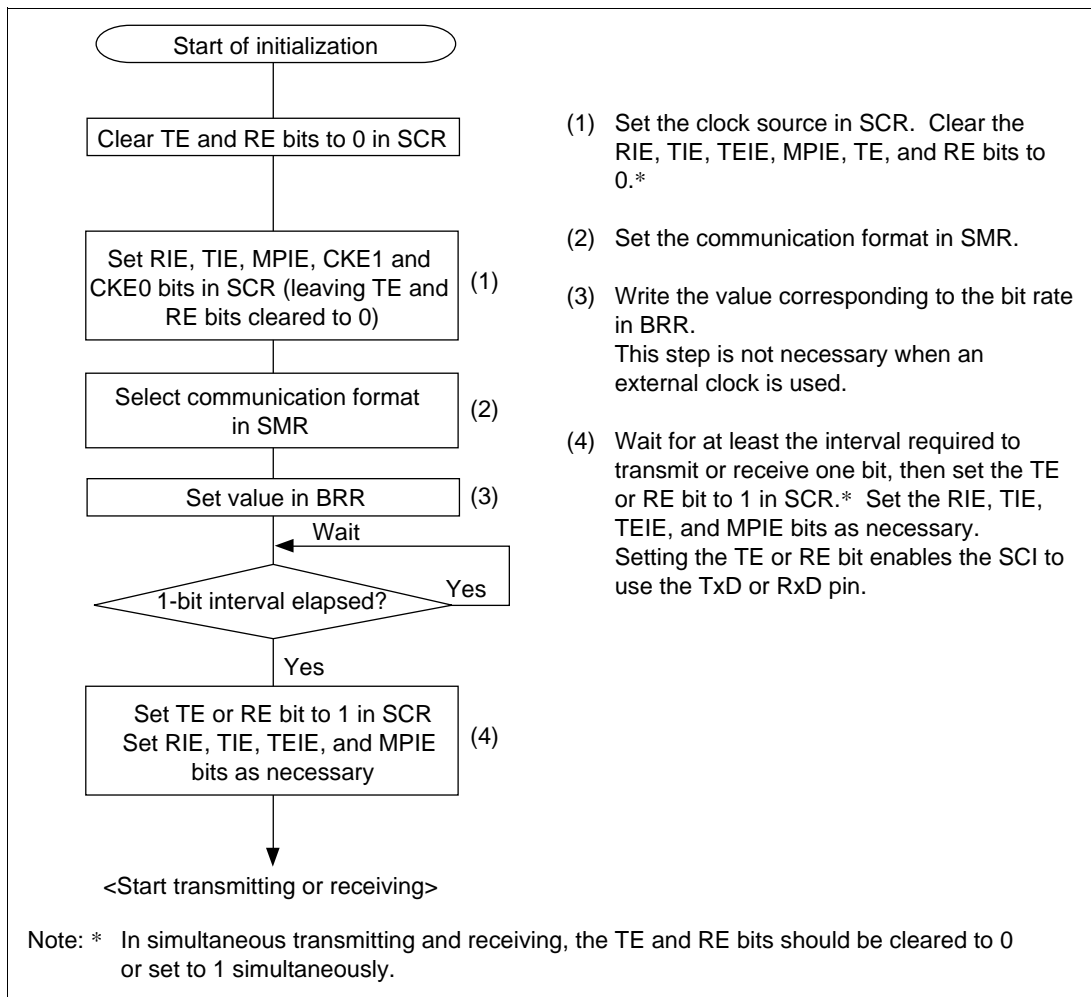 Start of initialization
Clear TE and RE bits to 0 in SCR
Set RIE, TIE, MPIE, CKE1 and
CKE0 bits in SCR (leaving TE and
RE bits cleared to 0)
(1)
Select communication format
in SMR
(2)
Set value in BRR
(3)
Wait
1-bit interval elapsed?
Yes
Yes
Set TE or RE bit to 1 in SCR
Set RIE, TIE, TEIE, and MPIE
bits as necessary
(4)
<Start transmitting or receiving>
(1) Set the clock source in SCR. Clear the
RIE, TIE, TEIE, MPIE, TE, and RE bits to
0.*
(2) Set the communication format in SMR.
(3) Write the value corresponding to the bit rate
in BRR.
This step is not necessary when an
external clock is used.
(4) Wait for at least the interval required to
transmit or receive one bit, then set the TE
or RE bit to 1 in SCR.* Set the RIE, TIE,
TEIE, and MPIE bits as necessary.
Setting the TE or RE bit enables the SCI to
use the TxD or RxD pin.
Note: * In simultaneous transmitting and receiving, the TE and RE bits should be cleared to 0
or set to 1 simultaneously.